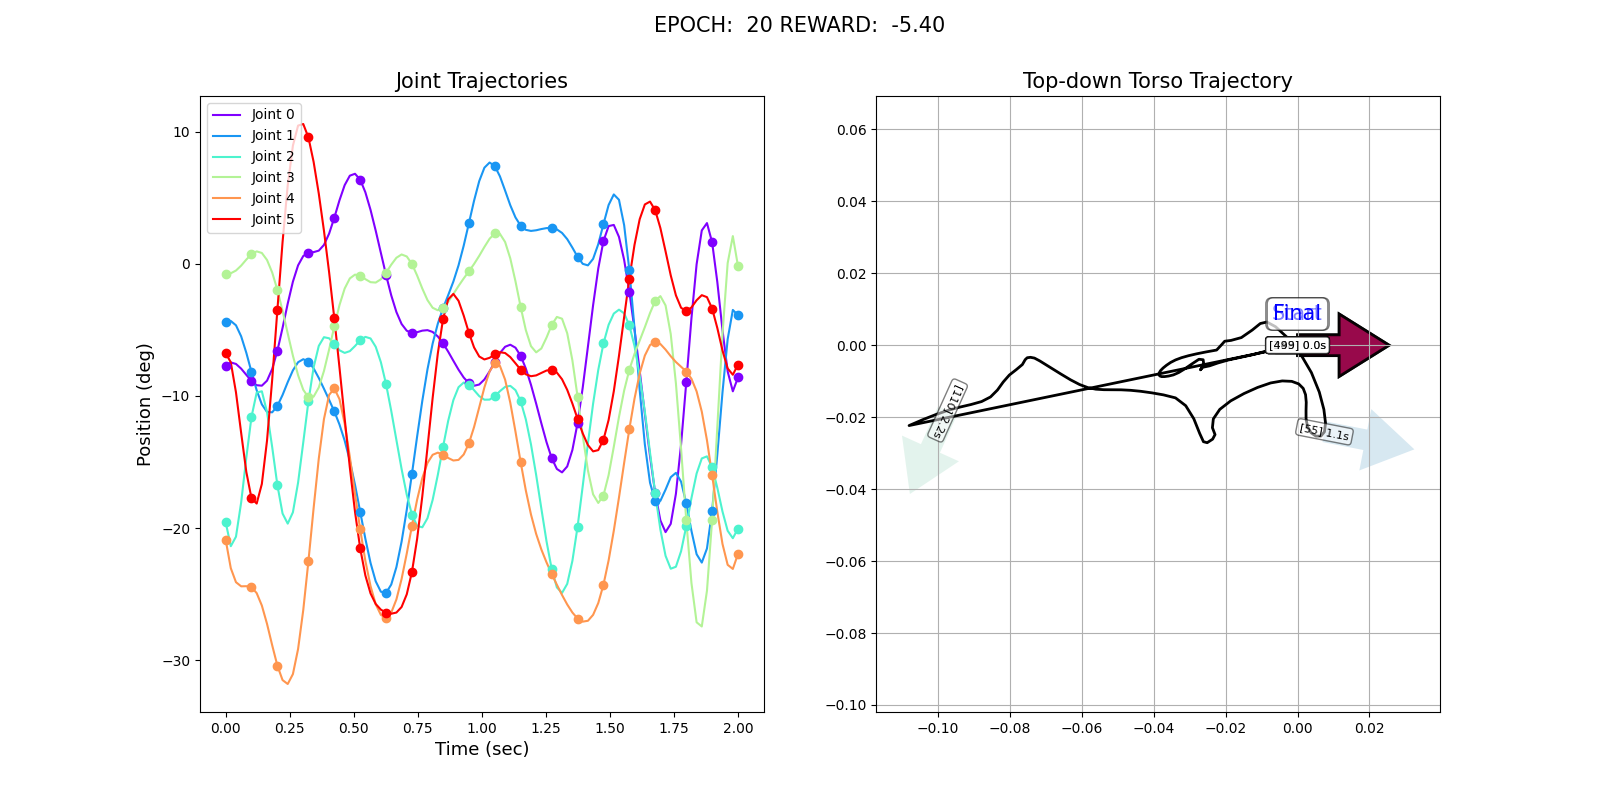 EPOCH:  20 REWARD:  -5.40
Joint Trajectories
Joint 0
Joint 1
Joint 2
Joint 3
Joint 4
Joint 5
10
0
−10
−20
−30
Position (deg)
0.00 0.25 0.50 0.75 1.00 1.25 1.50 1.75 2.00
Time (sec)
Top-down Torso Trajectory
0.06
0.04
0.02
0.00
−0.02
−0.04
−0.06
−0.08
−0.10
Final
[499] 0.0s
[55] 1.1s
[110] 2.2s
−0.10 −0.08 −0.06 −0.04 −0.02 0.00 0.02